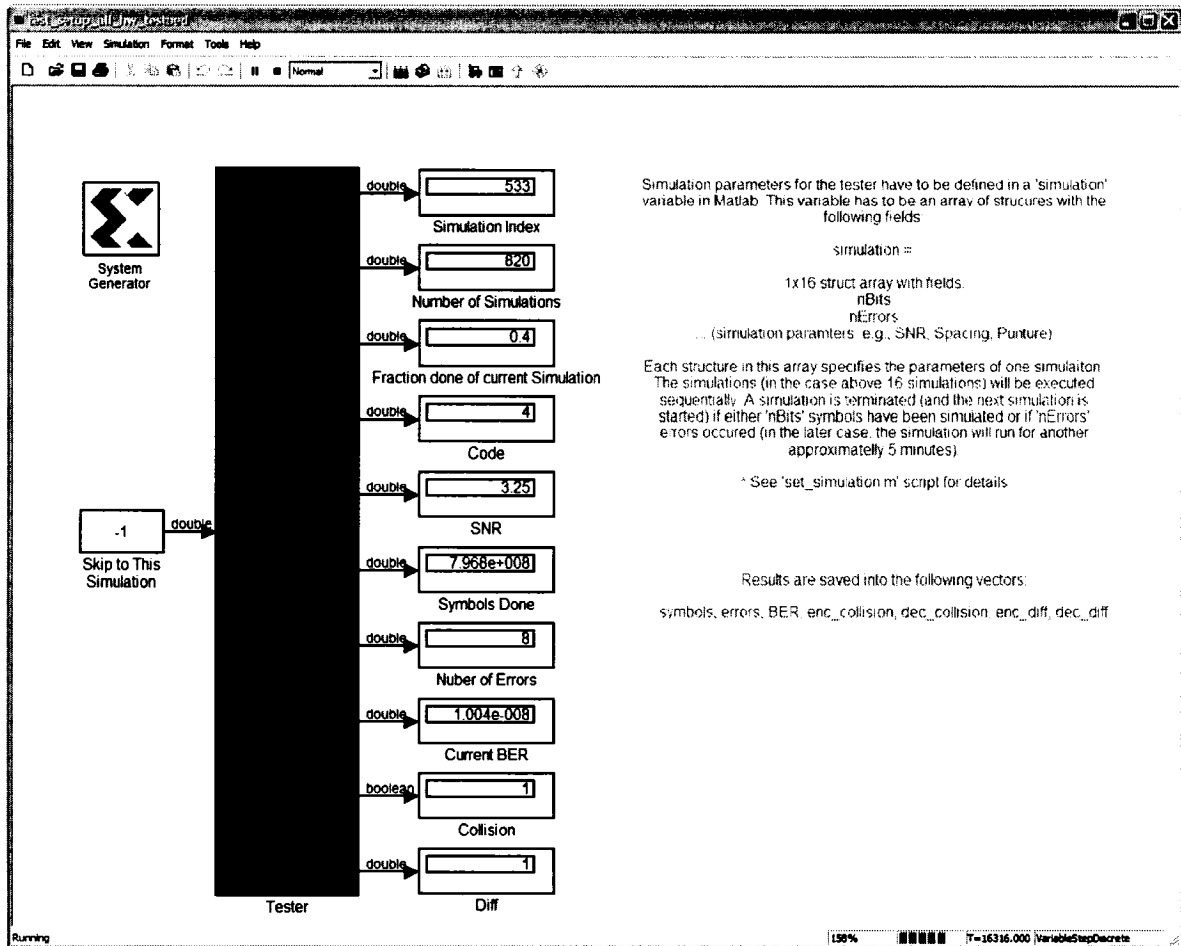 test_setup_all_hw_testbed
File Edit View Simulation Format Tools Help
Normal
System
Generator
-1
double
Skip to This
Simulation
Tester
double
533
Simulation Index
double
820
Number of Simulations
double
0.4
Fraction done of current Simulation
double
4
Code
double
3.25
SNR
double
7.968e+008
Symbols Done
double
8
Nuber of Errors
double
1.004e-008
Current BER
boolean
1
Collision
double
1
Diff
Simulation parameters for the tester have to be defined in a 'simulation'
variable in Matlab. This variable has to be an array of strucures with the
following fields
simulation =
1x16 struct array with fields:
nBits
nErrors
... (simulation paramters e.g., SNR, Spacing, Punture)
Each structure in this array specifies the parameters of one simulaiton.
The simulations (in the case above 16 simulations) will be executed
sequentially. A simulation is terminated (and the next simulation is
started) if either 'nBits' symbols have been simulated or if 'nErrors'
errors occured (in the later case, the simulation will run for another
approximatelly 5 minutes)
* See 'set_simulation.m' script for details
Results are saved into the following vectors:
symbols, errors, BER, enc_collision, dec_collision, enc_diff, dec_diff
Running
158%
T=16316.000
VariableStepDiscrete